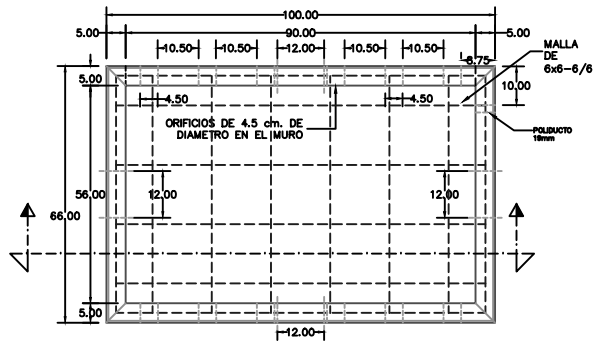 100.00
5.00
90.00
5.00
10.50
10.50
12.00
10.50
10.50
8.75
MALLA
DE
6x6-6/6
5.00
10.00
4.50
4.50
ORIFICIOS DE 4.5 cm. DE
DIAMETRO EN EL MURO
POLIDUCTO
19mm
56.00
12.00
12.00
66.00
5.00
12.00